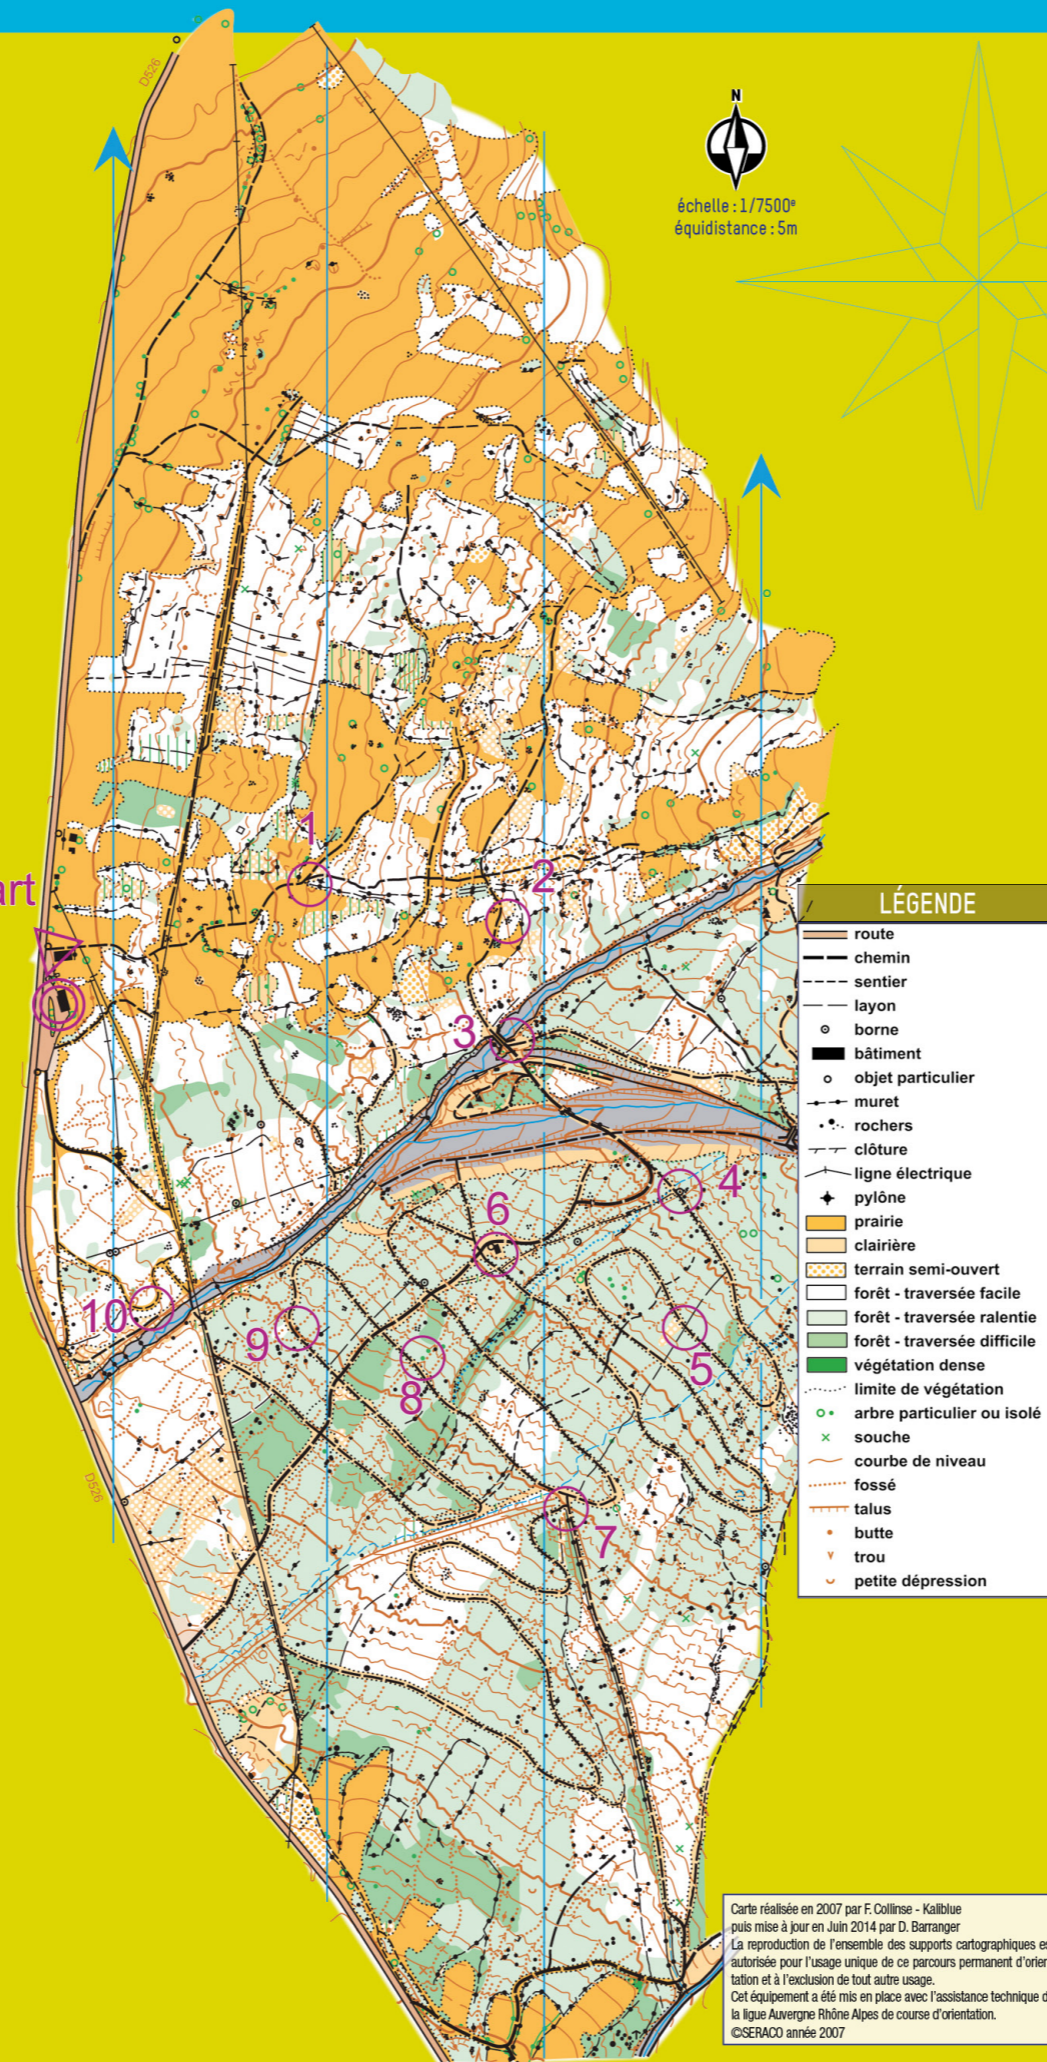 D526
N
échelle : 1/7500e
équidistance : 5m
1
2
art
3
4
6
10
9
8
5
7
D526
LÉGENDE
route
chemin
sentier
layon
borne
bâtiment
objet particulier
muret
rochers
clôture
ligne électrique
pylône
prairie
clairière
terrain semi-ouvert
forêt - traversée facile
forêt - traversée ralentie
forêt - traversée difficile
végétation dense
limite de végétation
arbre particulier ou isolé
souche
courbe de niveau
fossé
talus
butte
trou
petite dépression
Carte réalisée en 2007 par F. Collinse - Kaliblue
puis mise à jour en Juin 2014 par D. Barranger
La reproduction de l'ensemble des supports cartographiques es
autorisée pour l'usage unique de ce parcours permanent d'orien
tation et à l'exclusion de tout autre usage.
Cet équipement a été mis en place avec l'assistance technique d
la ligue Auvergne Rhône Alpes de course d'orientation.
©SERACO année 2007